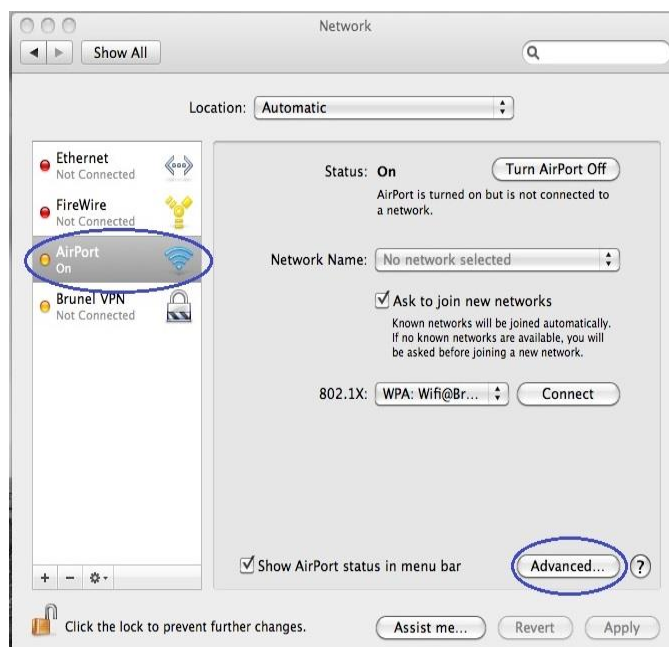 Network
Show All
Location: Automatic
Ethernet
Not Connected
FireWire
Not Connected
AirPort
On
Brunel VPN
Not Connected
Status: On
Turn AirPort Off
AirPort is turned on but is not connected to
a network.
Network Name: No network selected
Ask to join new networks
Known networks will be joined automatically.
If no known networks are available, you will
be asked before joining a new network.
802.1X: WPA: Wifi@Br... Connect
Show AirPort status in menu bar
Advanced... ?
+ -
Click the lock to prevent further changes.
Assist me... Revert Apply